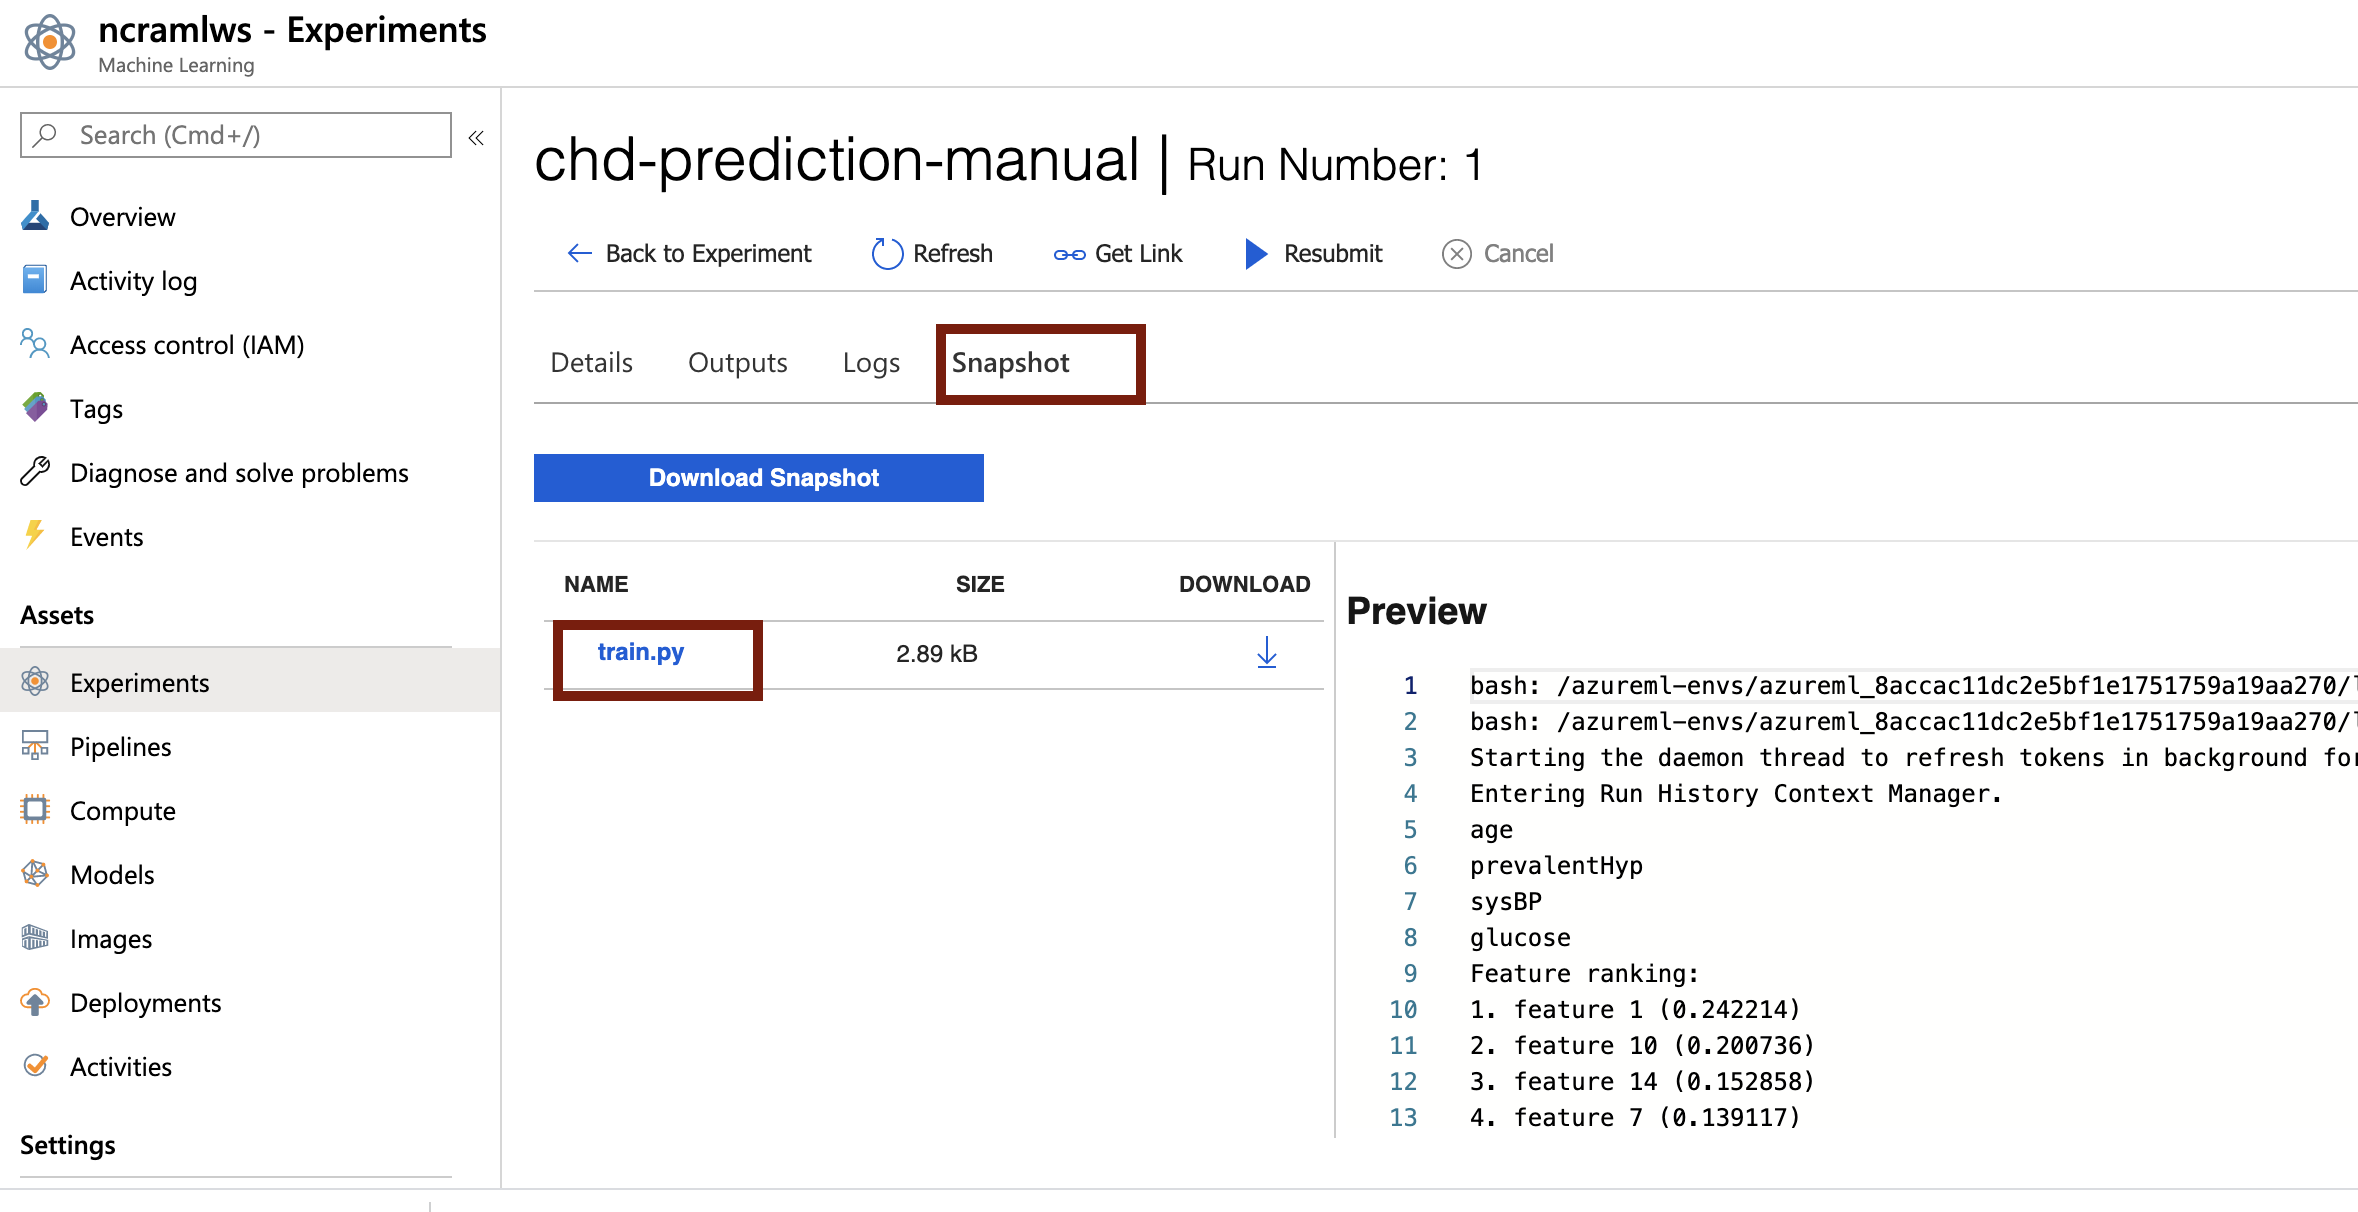 ncramlws - Experiments
Machine Learning
Search (Cmd+/)
«
Overview
Activity log
Access control (IAM)
Tags
Diagnose and solve problems
Events
Assets
Experiments
Pipelines
Compute
Models
Images
Deployments
Activities
Settings
chd-prediction-manual | Run Number: 1
Back to Experiment Refresh Get Link Resubmit Cancel
Details Outputs Logs Snapshot
Download Snapshot
NAME SIZE DOWNLOAD
train.py 2.89 kB
Preview
1 bash: /azureml-envs/azureml_8accac11dc2e5bf1e1751759a19aa270/l
2 bash: /azureml-envs/azureml_8accac11dc2e5bf1e1751759a19aa270/l
3 Starting the daemon thread to refresh tokens in background for
4 Entering Run History Context Manager.
5 age
6 prevalentHyp
7 sysBP
8 glucose
9 Feature ranking:
10 1. feature 1 (0.242214)
11 2. feature 10 (0.200736)
12 3. feature 14 (0.152858)
13 4. feature 7 (0.139117)